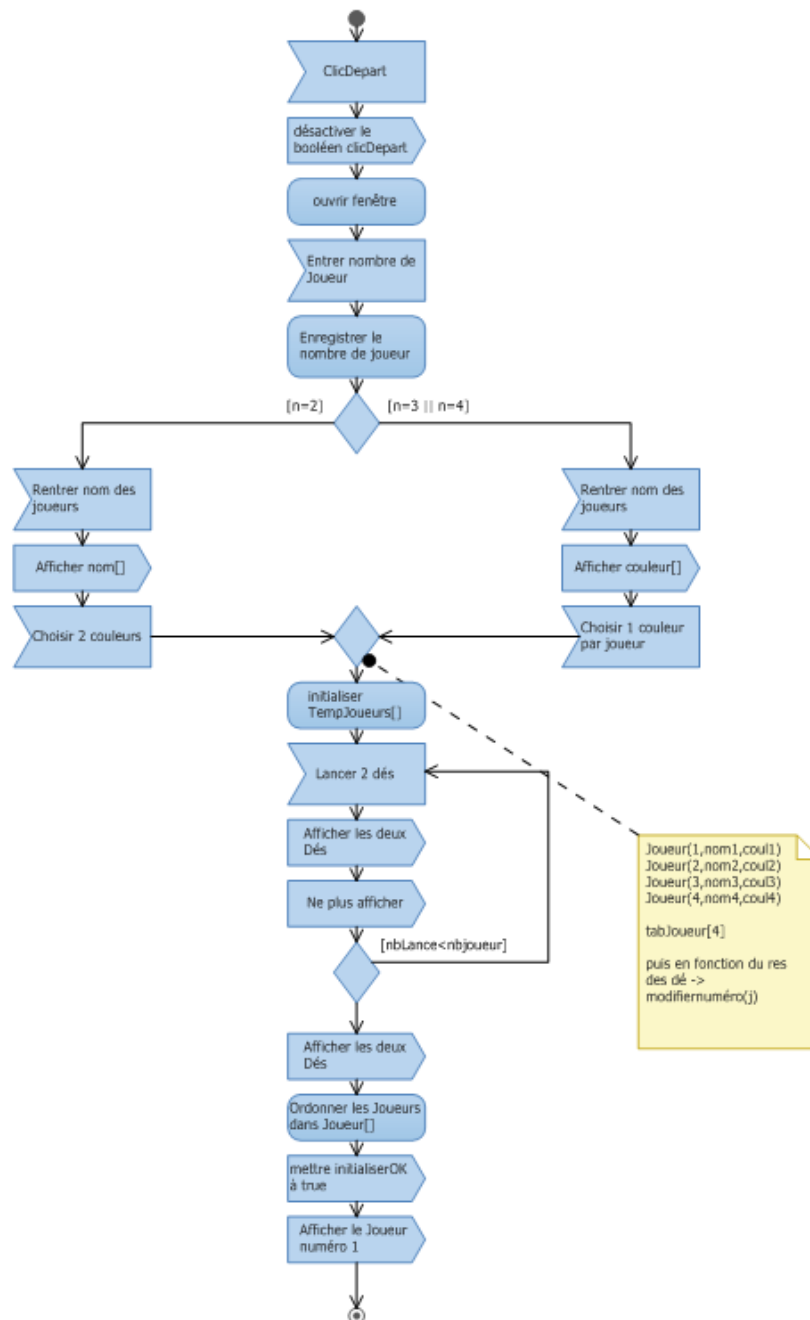 ClicDepart
désactiver le
booléen clicDepart
ouvrir fenêtre
Entrer nombre de
Joueur
Enregistrer le
nombre de joueur
[n=2]
[n=3 || n=4]
Rentrer nom des
joueurs
Rentrer nom des
joueurs
Afficher nom[]
Afficher couleur[]
Choisir 2 couleurs
Choisir 1 couleur
par joueur
initialiser
TempJoueurs[]
Lancer 2 dés
Afficher les deux
Dés
Ne plus afficher
[nbLance<nbjoueur]
Joueur(1,nom1,coul1)
Joueur(2,nom2,coul2)
Joueur(3,nom3,coul3)
Joueur(4,nom4,coul4)
tabJoueur[4]
puis en fonction du res
des dé ->
modifiernuméro(j)
Afficher les deux
Dés
Ordonner les Joueurs
dans Joueur[]
mettre initialiserOK
à true
Afficher le Joueur
numéro 1